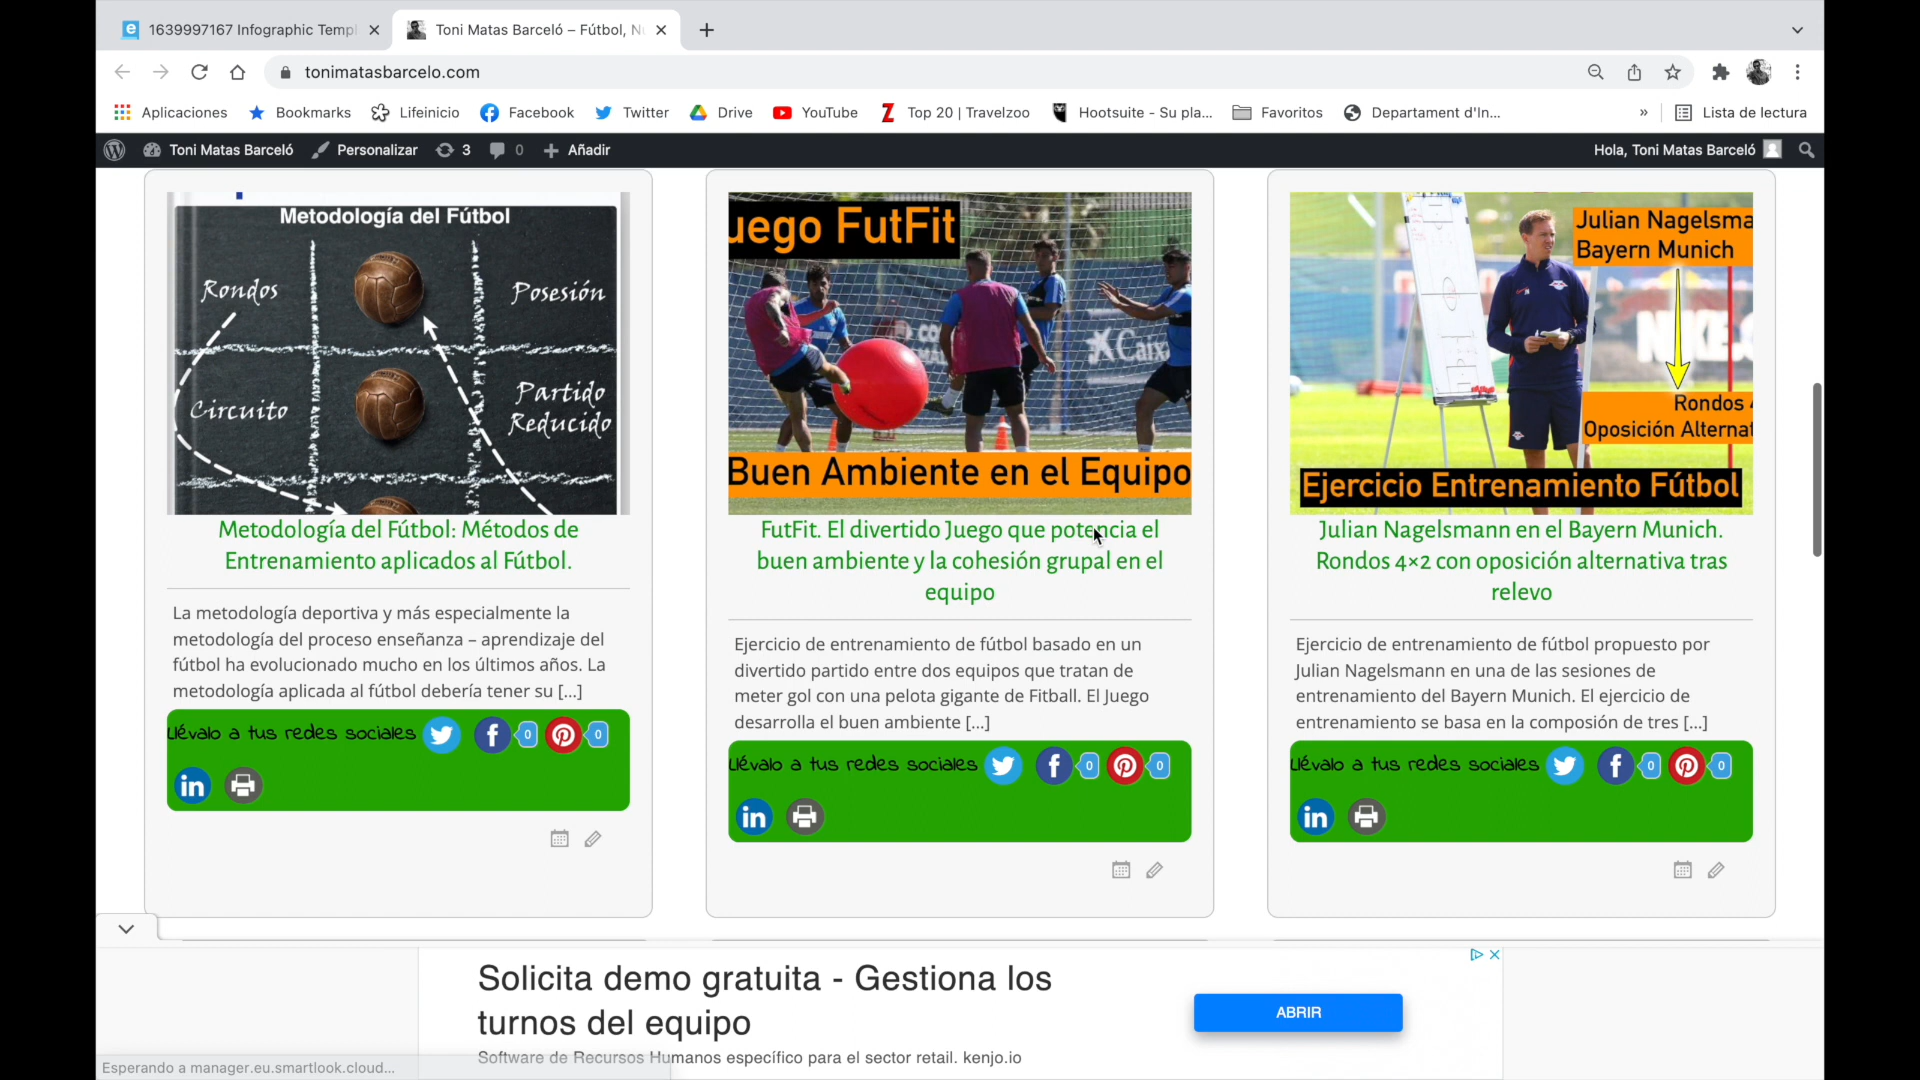 1639997167 Infographic Templ
Toni Matas Barceló – Fútbol, Nu
tonimatasbarcelo.com
Aplicaciones
Bookmarks
Lifeinicio
Facebook
Twitter
Drive
YouTube
Top 20 | Travelzoo
Hootsuite - Su pla...
Favoritos
Departament d'In...
»
Lista de lectura
Toni Matas Barceló
Personalizar
3
0
Añadir
Hola, Toni Matas Barceló
Metodología del Fútbol
Rondos
Posesión
Circuito
Partido
Reducido
Metodología del Fútbol: Métodos de
Entrenamiento aplicados al Fútbol.
La metodología deportiva y más especialmente la
metodología del proceso enseñanza – aprendizaje del
fútbol ha evolucionado mucho en los últimos años. La
metodología aplicada al fútbol debería tener su [...]
Llévalo a tus redes sociales
0
0
uego FutFit
Caix
Buen Ambiente en el Equipo
FutFit. El divertido Juego que potencia el
buen ambiente y la cohesión grupal en el
equipo
Ejercicio de entrenamiento de fútbol basado en un
divertido partido entre dos equipos que tratan de
meter gol con una pelota gigante de Fitball. El Juego
desarrolla el buen ambiente [...]
Llévalo a tus redes sociales
0
0
Julian Nagelsma
Bayern Munich
Rondos 4
Oposición Alternat
Ejercicio Entrenamiento Fútbol
Julian Nagelsmann en el Bayern Munich.
Rondos 4×2 con oposición alternativa tras
relevo
Ejercicio de entrenamiento de fútbol propuesto por
Julian Nagelsmann en una de las sesiones de
entrenamiento del Bayern Munich. El ejercicio de
entrenamiento se basa en la composión de tres [...]
Llévalo a tus redes sociales
0
0
Solicita demo gratuita - Gestiona los
turnos del equipo
Software de Recursos Humanos específico para el sector retail. kenjo.io
ABRIR
Esperando a manager.eu.smartlook.cloud...